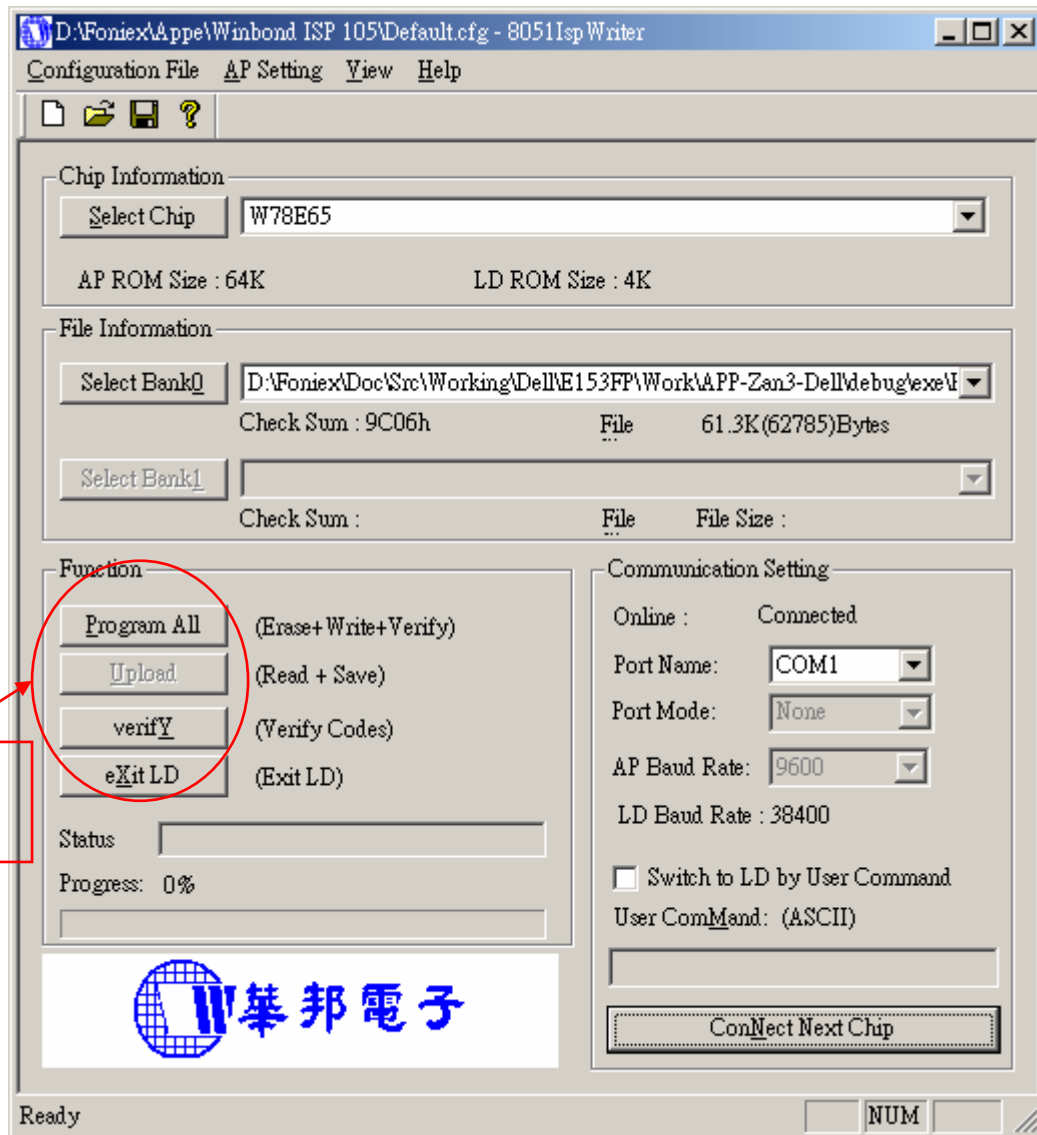 D:\Foniex\Appe\Winbond ISP 105\Default.cfg - 8051IspWriter
Configuration File AP Setting View Help
Chip Information
Select Chip W78E65
AP ROM Size : 64K LD ROM Size : 4K
File Information
Select Bank0 D:\Foniex\Doc\Src\Working\Dell\E153FP\Work\APP-Zan3-Dell\debug\exe\
Check Sum : 9C06h File 61.3K(62785)Bytes
Select Bank1
Check Sum : File File Size :
Function
Program All (Erase+Write+Verify)
Upload (Read + Save)
verifY (Verify Codes)
eXit LD (Exit LD)
Status
Progress: 0%
華邦電子
Communication Setting
Online : Connected
Port Name: COM1
Port Mode: None
AP Baud Rate: 9600
LD Baud Rate : 38400
Switch to LD by User Command
User ComMand: (ASCII)
ConNect Next Chip
Ready NUM